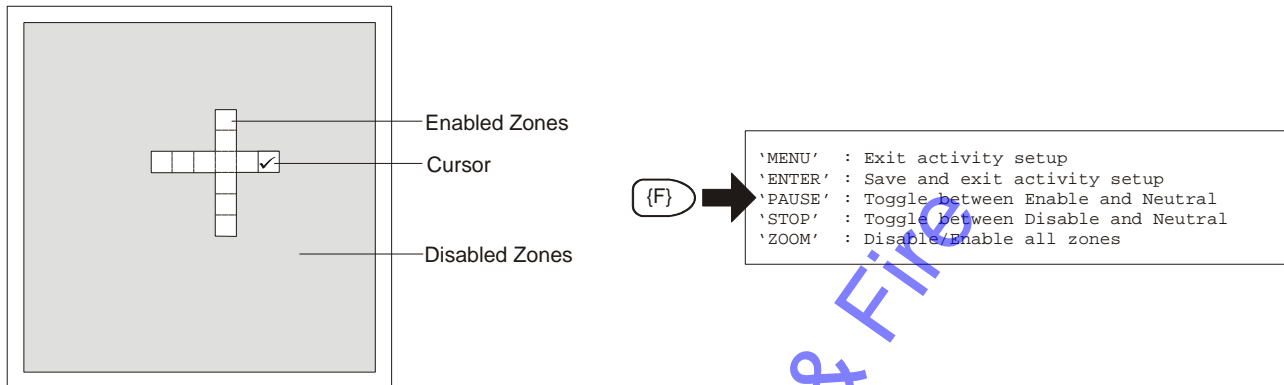 Enabled Zones
Cursor
Disabled Zones
{F}
‘MENU’ : Exit activity setup
‘ENTER’ : Save and exit activity setup
‘PAUSE’ : Toggle between Enable and Neutral
‘STOP’ : Toggle between Disable and Neutral
‘ZOOM’ : Disable/Enable all zones
& Fire